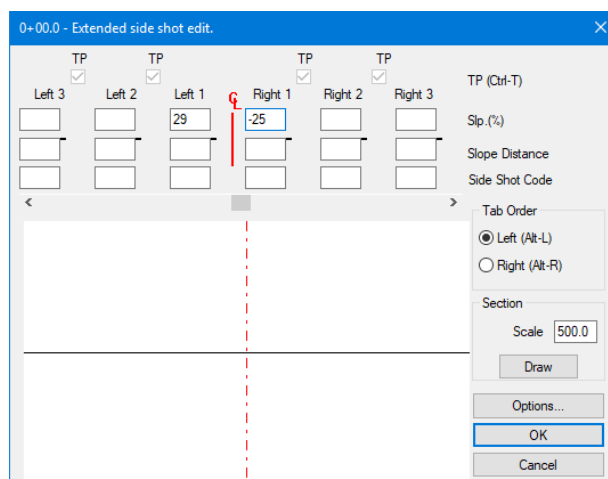 0+00.0 - Extended side shot edit.
TP TP TP TP
Left 3 Left 2 Left 1 ℄ Right 1 Right 2 Right 3 TP (Ctrl-T)
29 -25 Slp.(%)
Slope Distance
Side Shot Code
Tab Order
Left (Alt-L)
Right (Alt-R)
Section
Scale 500.0
Draw
Options...
OK
Cancel